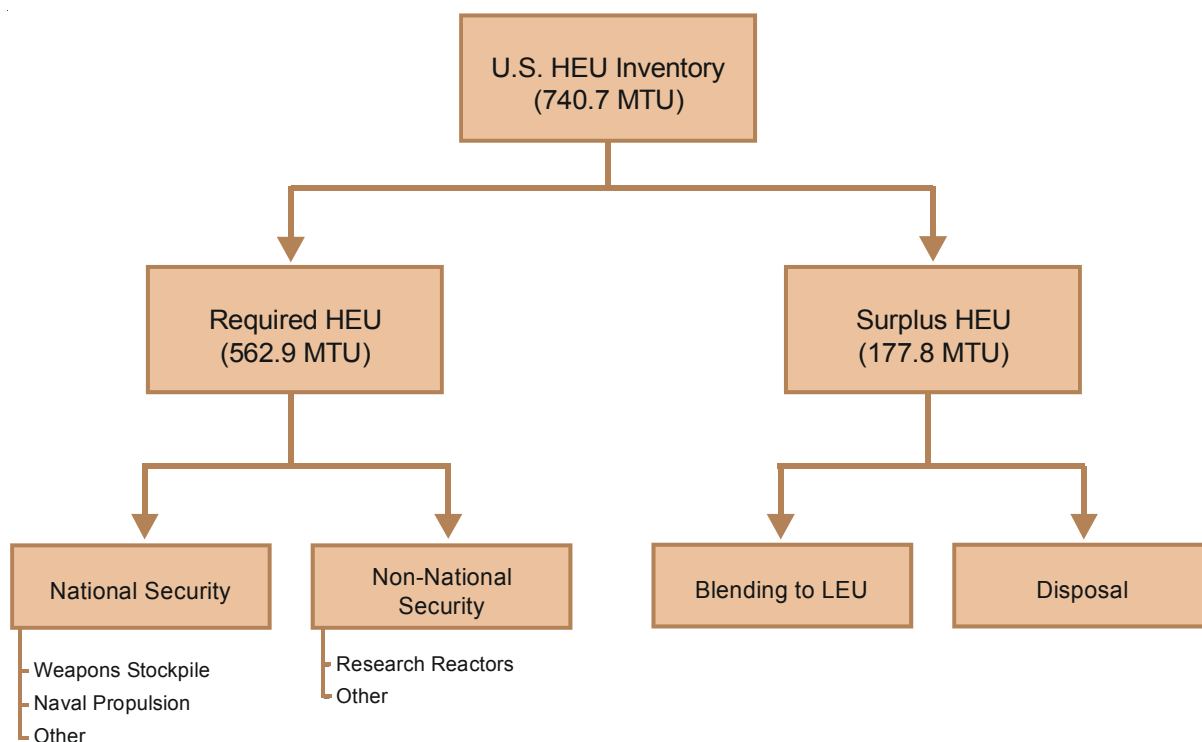 U.S. HEU Inventory
(740.7 MTU)
Required HEU
(562.9 MTU)
Surplus HEU
(177.8 MTU)
National Security
Non-National
Security
Blending to LEU
Disposal
Weapons Stockpile
Naval Propulsion
Other
Research Reactors
Other